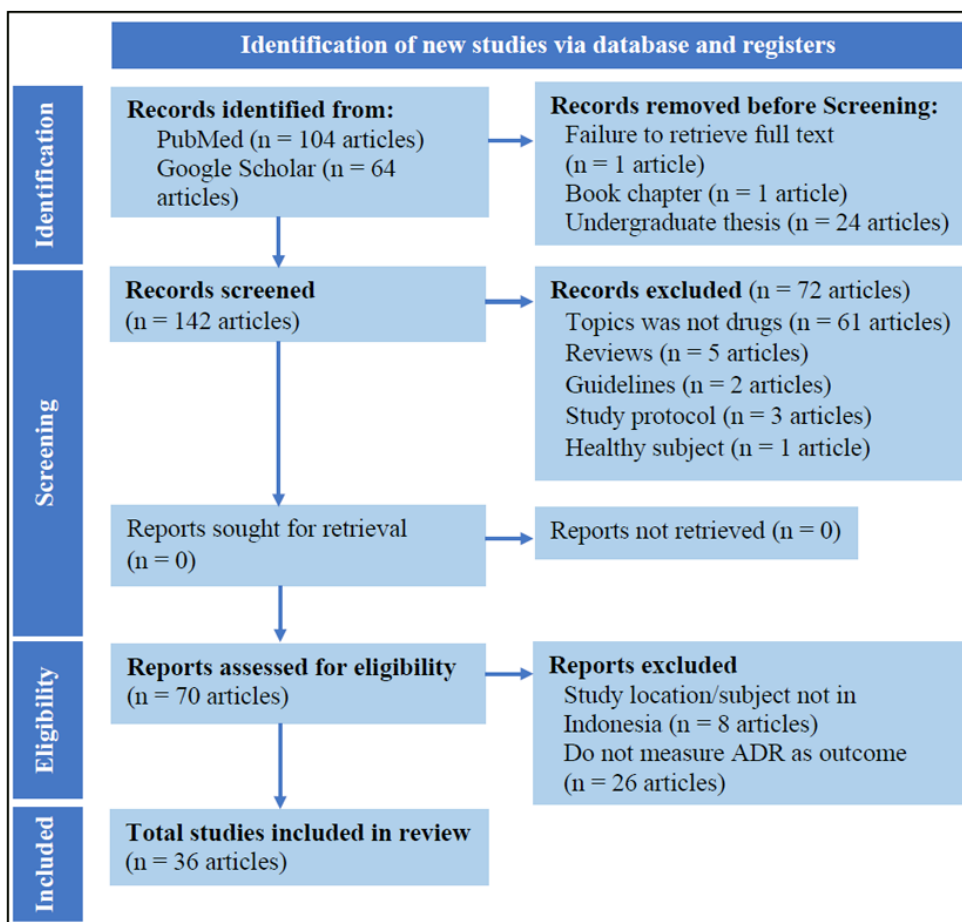 Identification of new studies via database and registers
Identification
Records identified from:
PubMed (n = 104 articles)
Google Scholar (n = 64
articles)
Records removed before Screening:
Failure to retrieve full text
(n = 1 article)
Book chapter (n = 1 article)
Undergraduate thesis (n = 24 articles)
Screening
Records screened
(n = 142 articles)
Records excluded (n = 72 articles)
Topics was not drugs (n = 61 articles)
Reviews (n = 5 articles)
Guidelines (n = 2 articles)
Study protocol (n = 3 articles)
Healthy subject (n = 1 article)
Reports sought for retrieval
(n = 0)
Reports not retrieved (n = 0)
Eligibility
Reports assessed for eligibility
(n = 70 articles)
Reports excluded
Study location/subject not in
Indonesia (n = 8 articles)
Do not measure ADR as outcome
(n = 26 articles)
Included
Total studies included in review
(n = 36 articles)